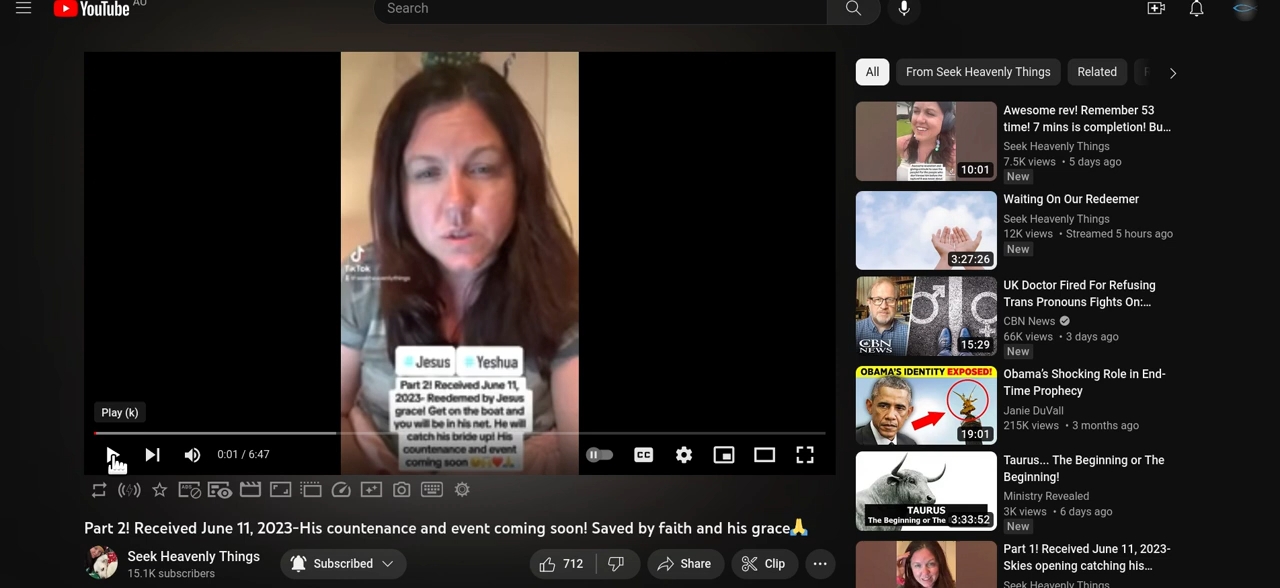 YouTube AU
Search
TikTok
Jesus Yeshua
Part 2! Received June 11,
2023- Reedemed by Jesus
grace! Get on the boat and
you will be in his net. He will
catch his bride up! His
countenance and event
coming soon 😊🙌❤️🙏
Play (k)
0:01 / 6:47
CC
Part 2! Received June 11, 2023-His countenance and event coming soon! Saved by faith and his grace🙏
Seek Heavenly Things
15.1K subscribers
Subscribed
712
Share
Clip
All
From Seek Heavenly Things
Related
Awesome rev! Remember 53
time! 7 mins is completion! Bu…
Seek Heavenly Things
7.5K views • 5 days ago
New
10:01
Waiting On Our Redeemer
Seek Heavenly Things
12K views • Streamed 5 hours ago
New
3:27:26
UK Doctor Fired For Refusing
Trans Pronouns Fights On:…
CBN News
66K views • 3 days ago
New
CBN
NEWS
15:29
OBAMA'S IDENTITY EXPOSED!
19:01
Obama's Shocking Role in End-
Time Prophecy
Janie DuVall
215K views • 3 months ago
TAURUS
The Beginning or The
3:33:52
Taurus... The Beginning or The
Beginning!
Ministry Revealed
3K views • 6 days ago
New
Part 1! Received June 11, 2023-
Skies opening catching his…
Seek Heavenly Things